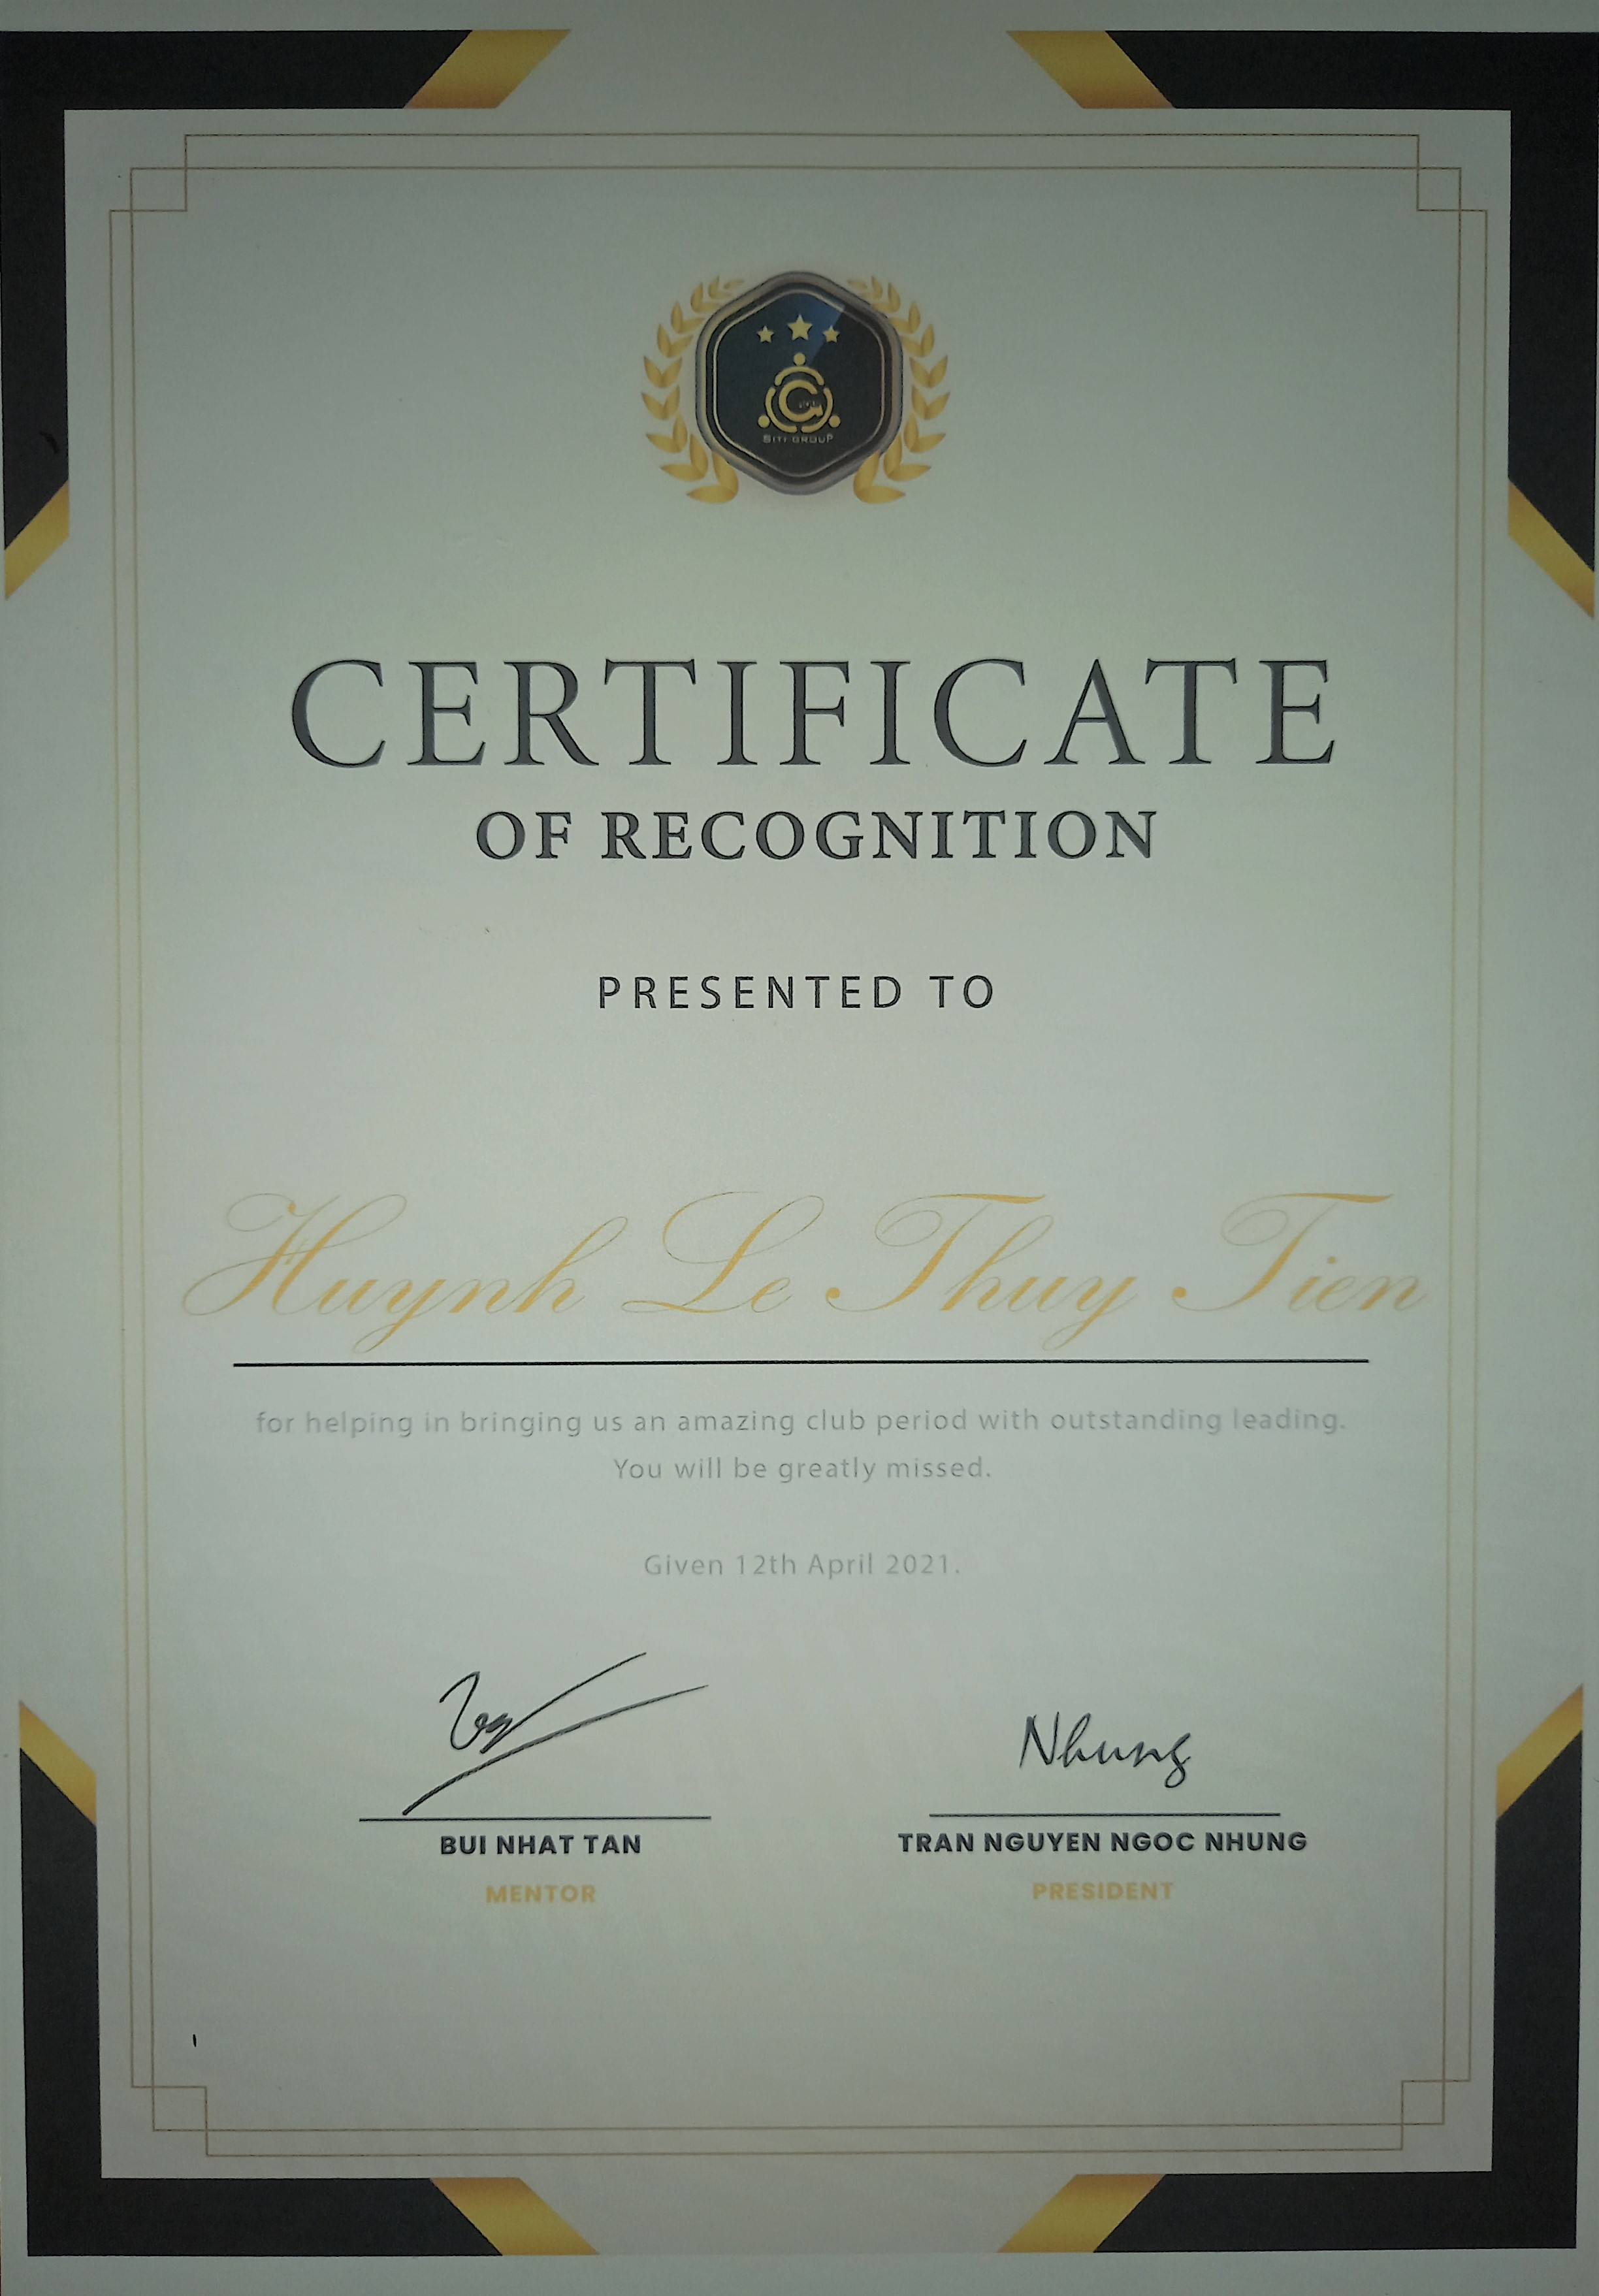 SITI GROUP
CERTIFICATE
OF RECOGNITION
PRESENTED TO
Huynh Le Thuy Tien
for helping in bringing us an amazing club period with outstanding leading.
You will be greatly missed.
Given 12th April 2021.
Nhung
BUI NHAT TAN
TRAN NGUYEN NGOC NHUNG
MENTOR
PRESIDENT